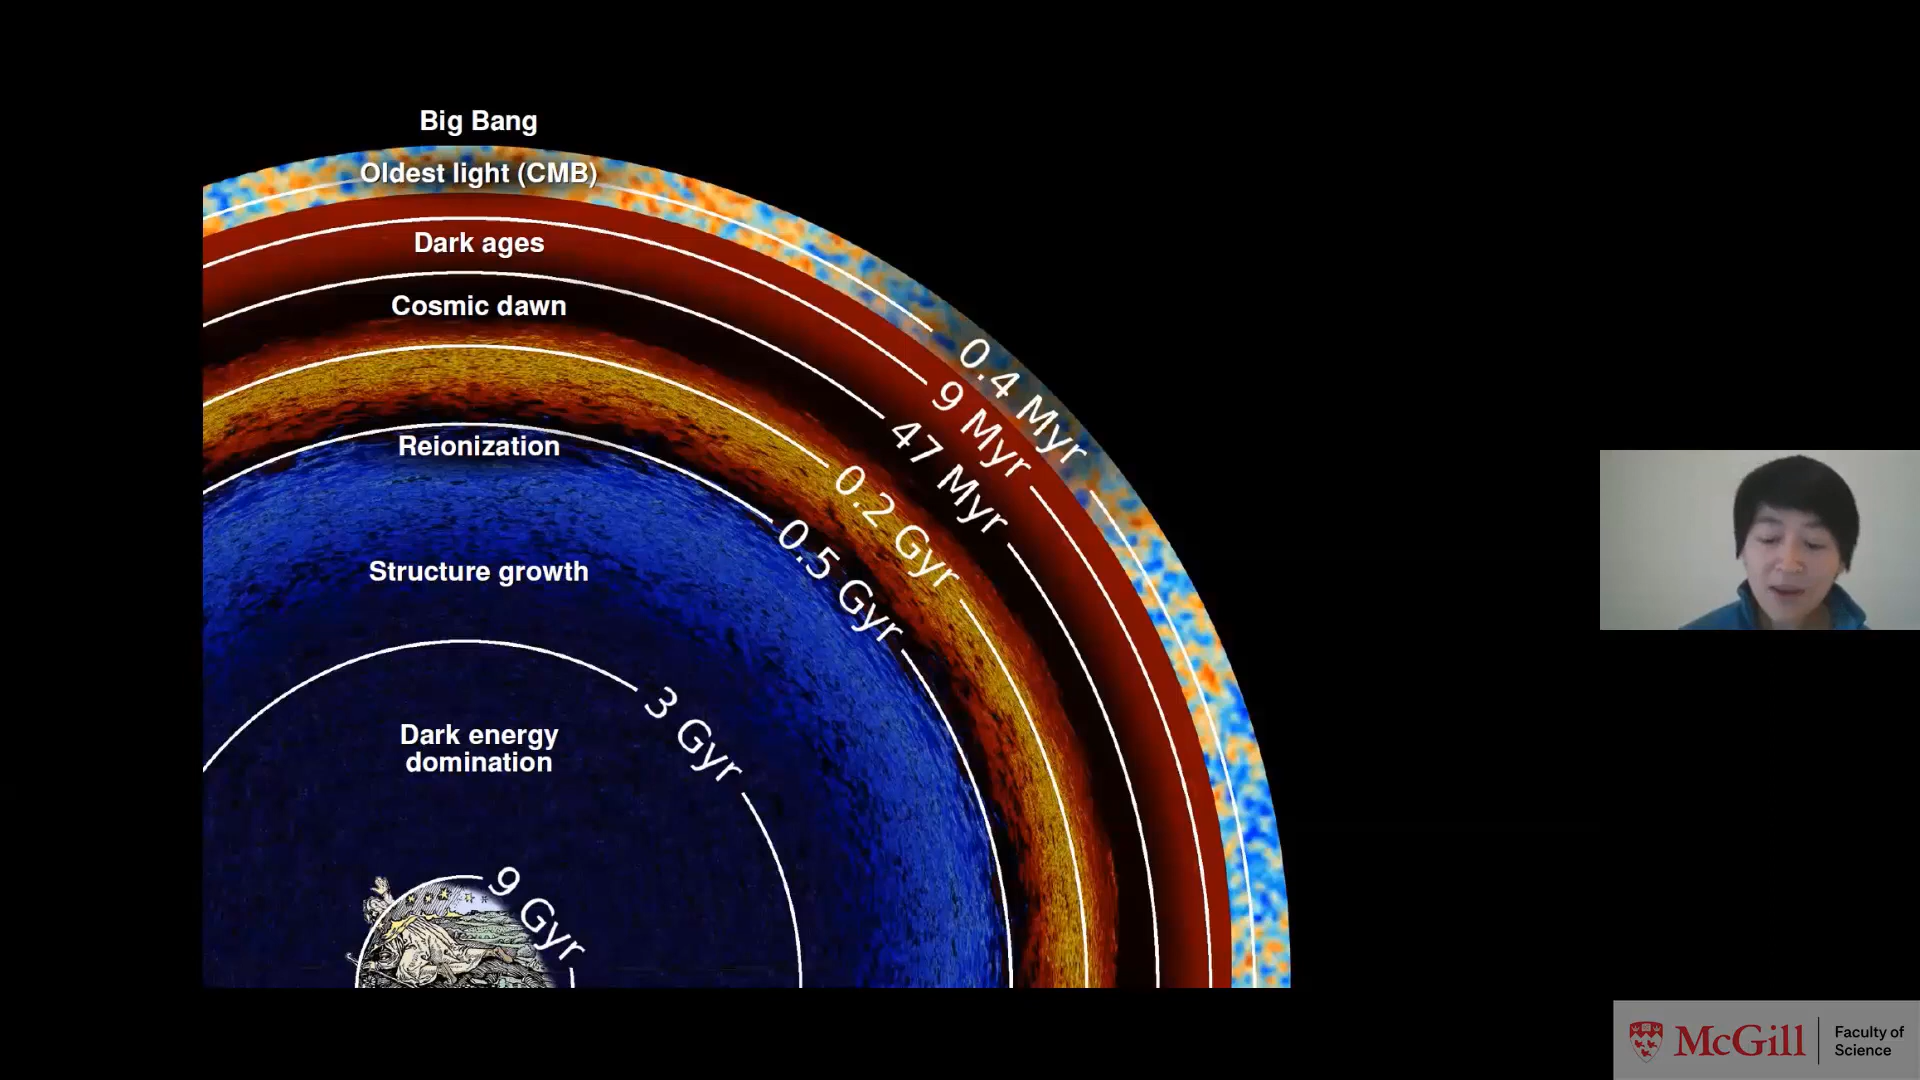 Big Bang
Oldest light (CMB)
Dark ages
Cosmic dawn
Reionization
Structure growth
Dark energy
domination
0.4 Myr
9 Myr
47 Myr
0.2 Gyr
0.5 Gyr
3 Gyr
9 Gyr
McGill
Faculty of
Science